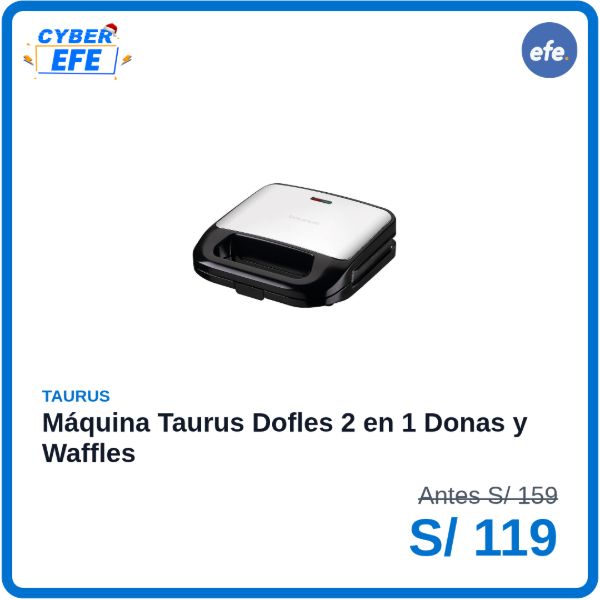 CYBER
EFE
efe.
TAURUS
Máquina Taurus Dofles 2 en 1 Donas y
Waffles
Antes S/ 159
S/ 119